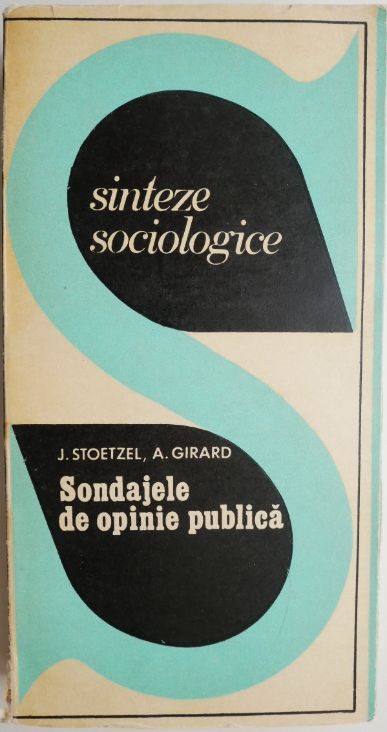 sinteze
sociologice
J. STOETZEL, A. GIRARD
Sondajele
de opinie publică